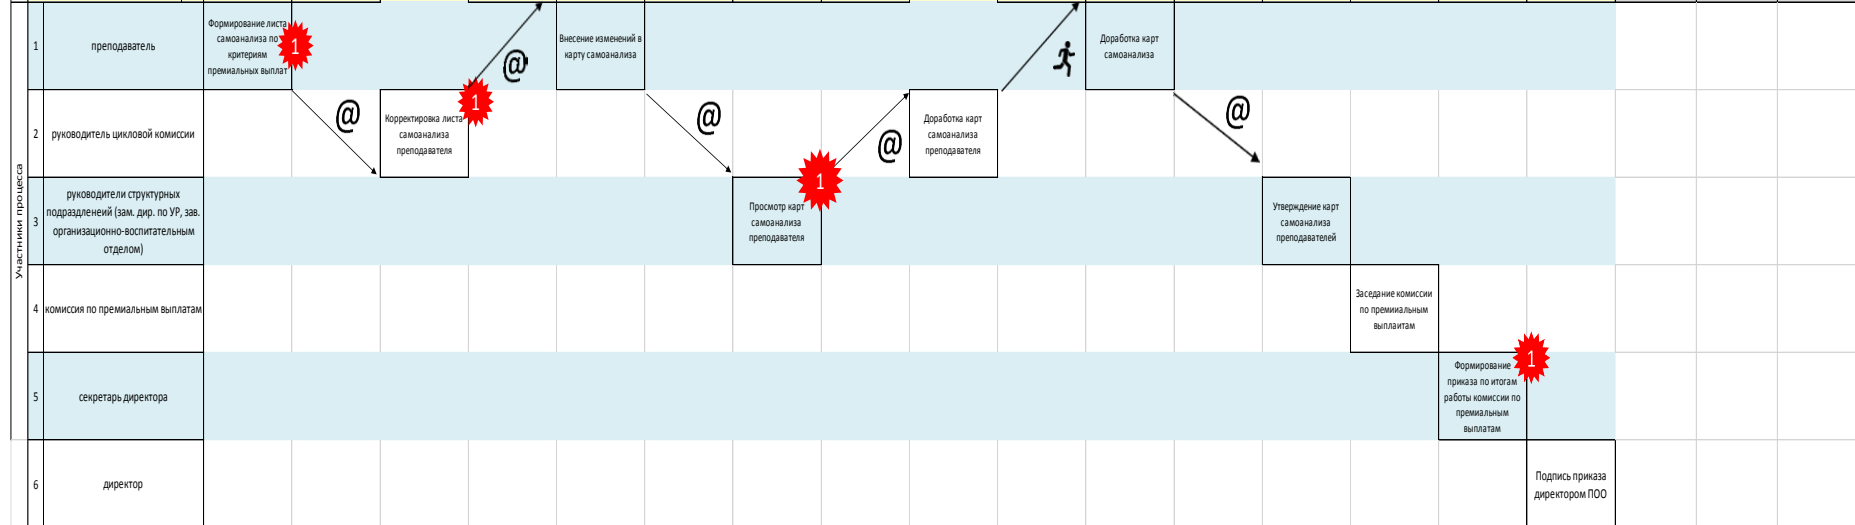 Участники процесса
1
преподаватель
Формирование листа
самоанализа по
критериям
премиальных выплат
1
@
Внесение изменений в
карту самоанализа
Доработка карт
самоанализа
2
руководитель цикловой комиссии
@
Корректировка листа
самоанализа
преподавателя
1
@
@
Доработка карт
самоанализа
преподавателя
@
3
руководители структурных
подраздленеий (зам. дир. по УР, зав.
организационно-воспитательным
отделом)
Просмотр карт
самоанализа
преподавателя
1
Утверждение карт
самоанализа
преподавателей
4
комиссия по премиальным выплатам
Заседание комиссии
по премииальным
выплаитам
5
секретарь директора
Формирование
приказа по итогам
работы комиссии по
премиальным
выплатам
1
6
директор
Подпись приказа
директором ПОО